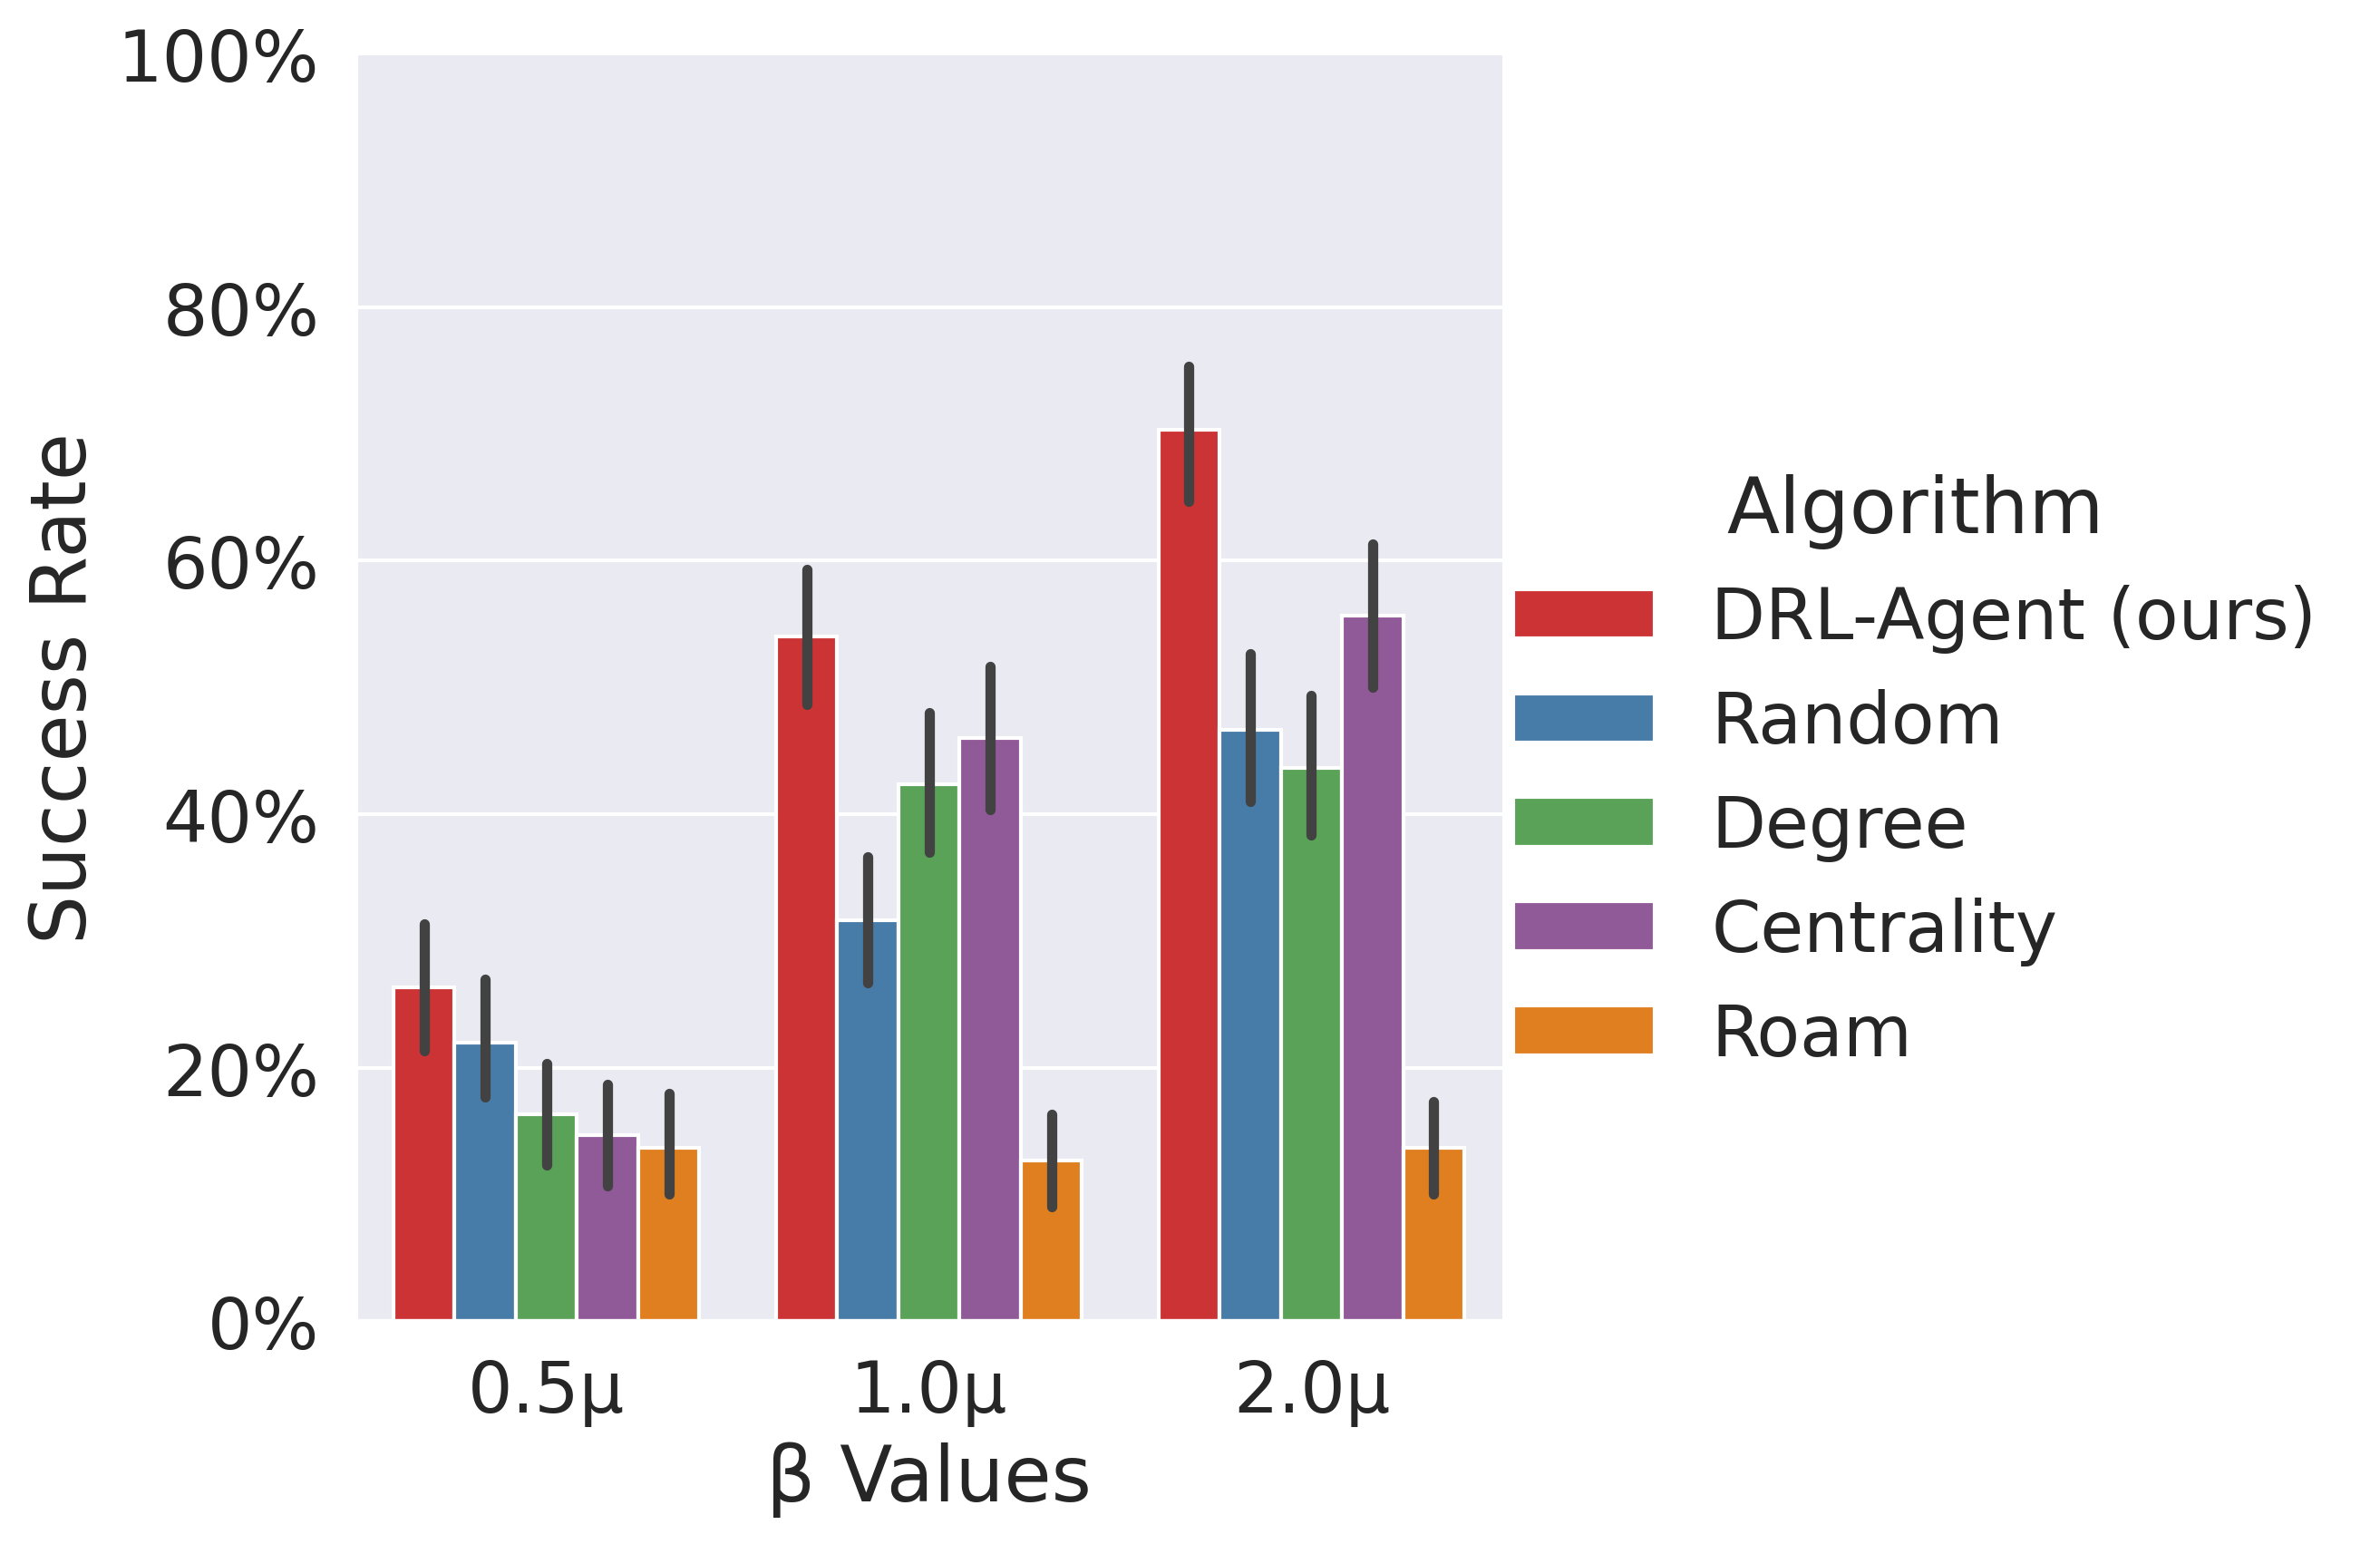 100%
80%
60%
40%
20%
0%
Success Rate
0.5μ 1.0μ 2.0μ
β Values
Algorithm
DRL-Agent (ours)
Random
Degree
Centrality
Roam